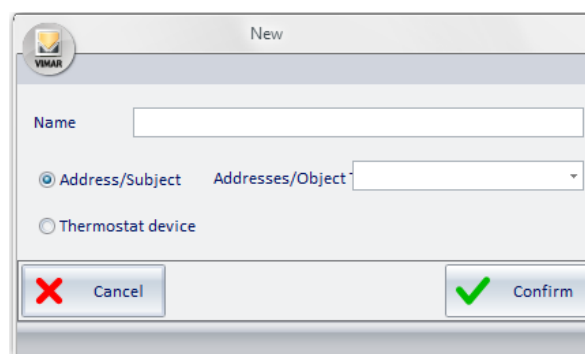 New
VIMAR
Name
Address/Subject Addresses/Object
Thermostat device
Cancel Confirm